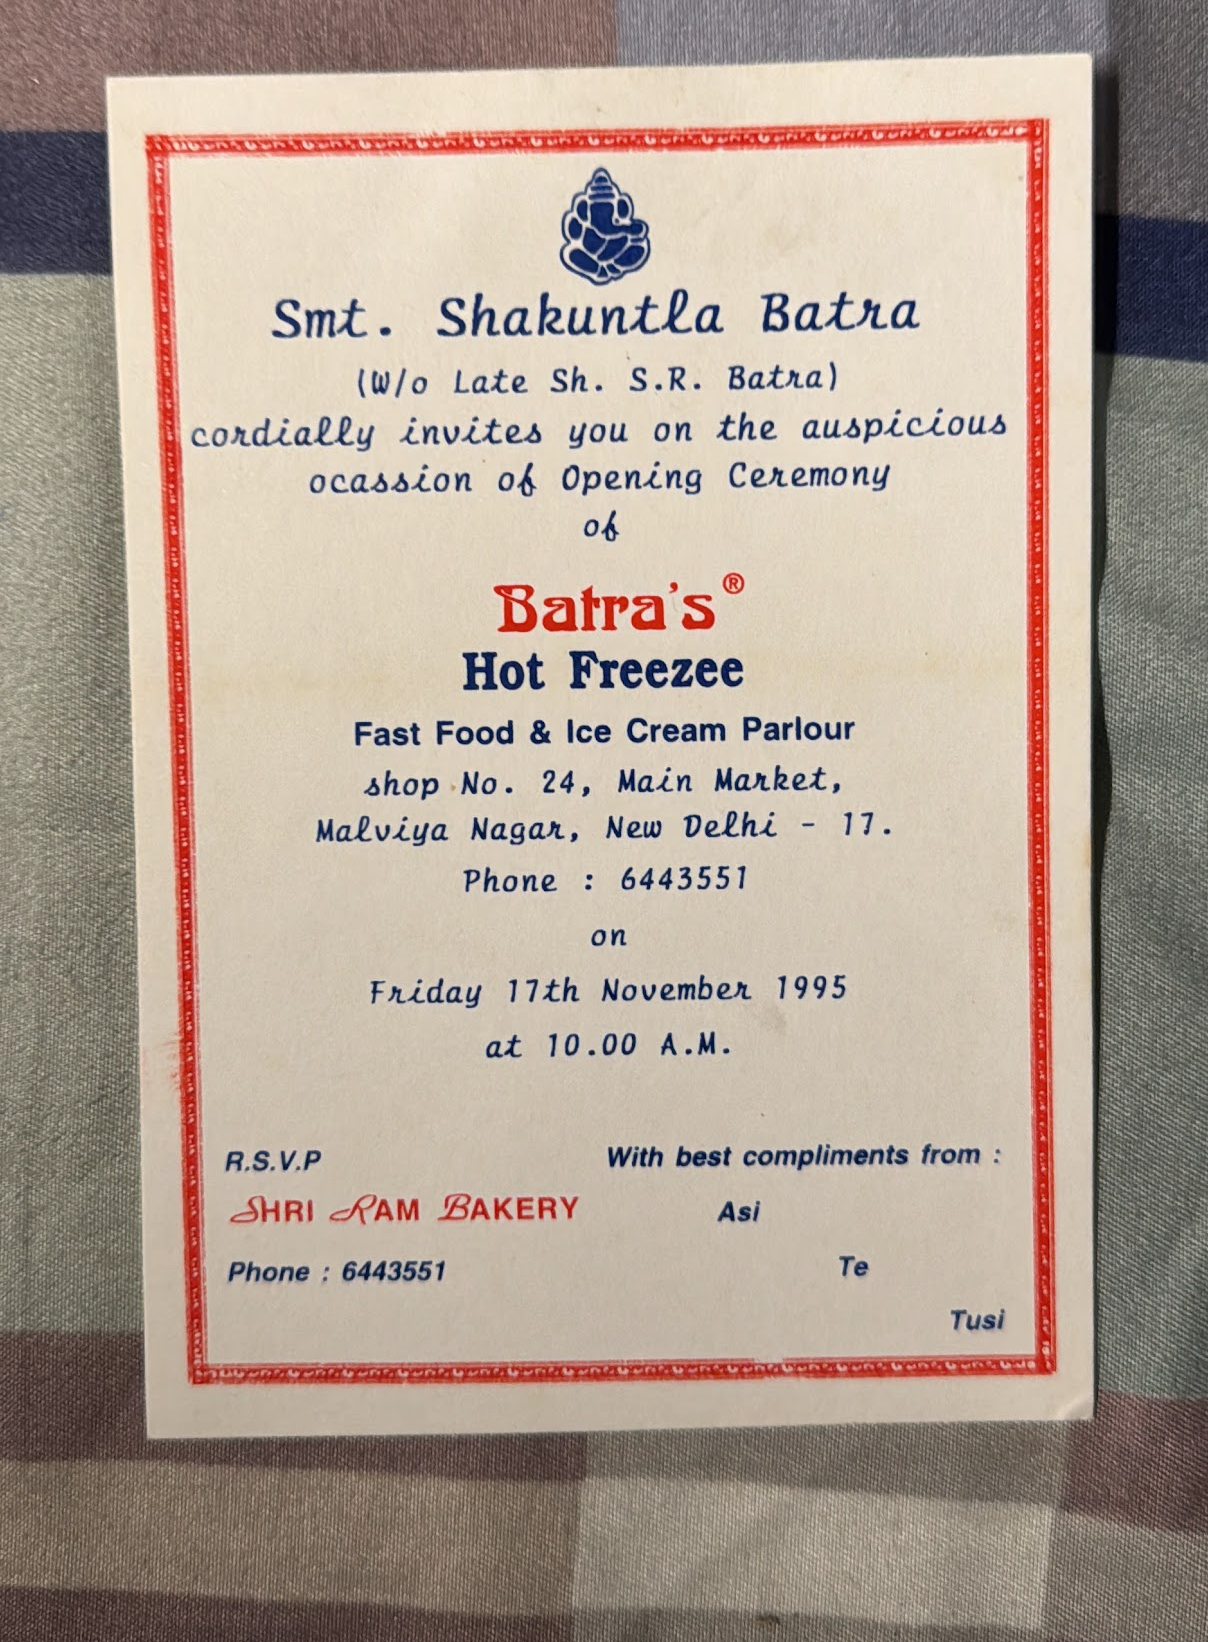 Smt. Shakuntla Batra
(W/o Late Sh. S.R. Batra)
cordially invites you on the auspicious
ocassion of Opening Ceremony
of
Batra's®
Hot Freezee
Fast Food & Ice Cream Parlour
shop No. 24, Main Market,
Malviya Nagar, New Delhi - 17.
Phone : 6443551
on
Friday 17th November 1995
at 10.00 A.M.
R.S.V.P
SHRI RAM BAKERY
Phone : 6443551
With best compliments from :
Asi
Te
Tusi